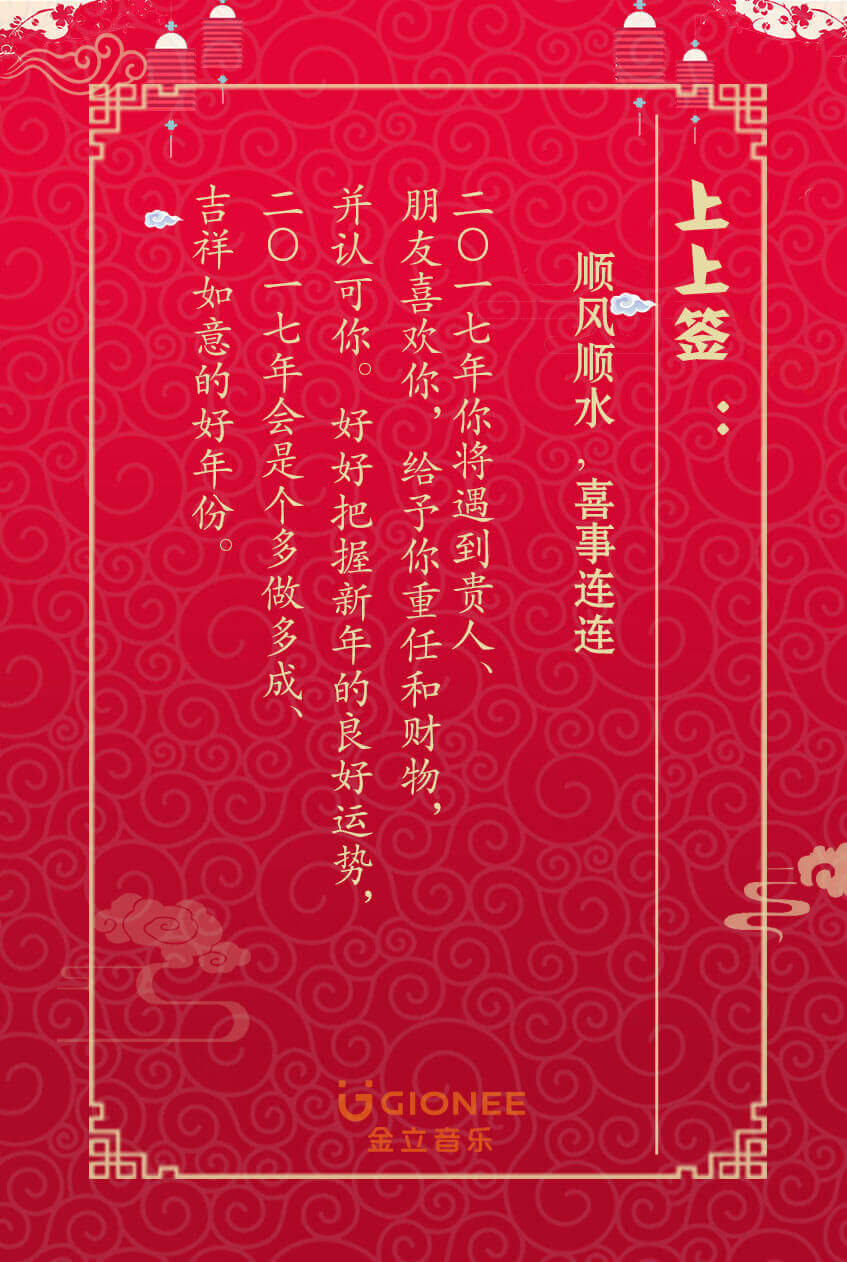 上上签：
顺风顺水，喜事连连
二〇一七年你将遇到贵人、
朋友喜欢你，给予你重任和财物，
并认可你。好好把握新年的良好运势，
二〇一七年会是个多做多成、
吉祥如意的好年份。
GIONEE
金立音乐